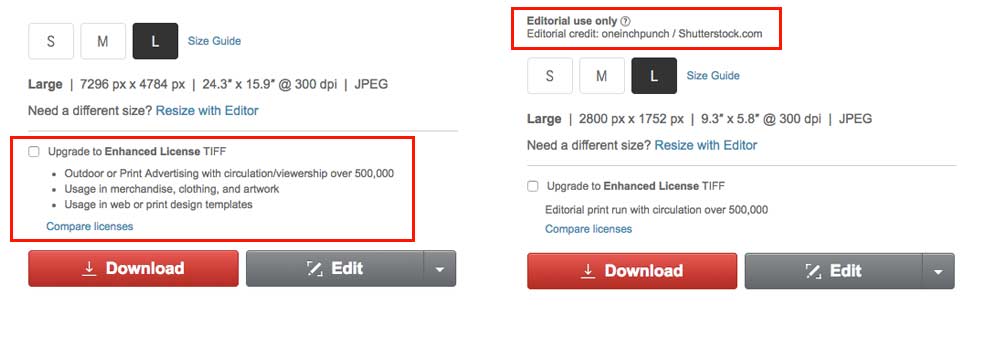 S M L Size Guide
Large | 7296 px x 4784 px | 24.3″ x 15.9″ @ 300 dpi | JPEG
Need a different size? Resize with Editor
Upgrade to Enhanced License TIFF
• Outdoor or Print Advertising with circulation/viewership over 500,000
• Usage in merchandise, clothing, and artwork
• Usage in web or print design templates
Compare licenses
Download Edit
Editorial use only ?
Editorial credit: oneinchpunch / Shutterstock.com
S M L Size Guide
Large | 2800 px x 1752 px | 9.3″ x 5.8″ @ 300 dpi | JPEG
Need a different size? Resize with Editor
Upgrade to Enhanced License TIFF
Editorial print run with circulation over 500,000
Compare licenses
Download Edit